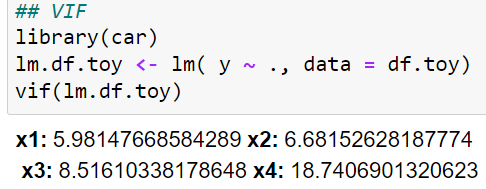 ## VIF
library(car)
lm.df.toy <- lm( y ~ ., data = df.toy)
vif(lm.df.toy)
x1: 5.98147668584289 x2: 6.68152628187774
x3: 8.51610338178648 x4: 18.7406901320623